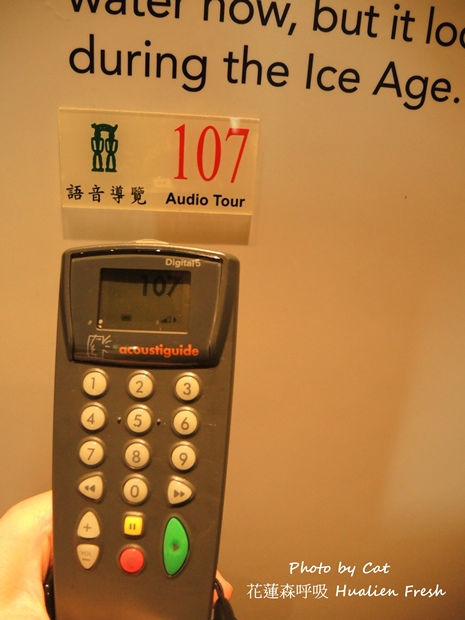 water now, but it loo
during the Ice Age.
107
語音導覽 Audio Tour
Digital5
107
acoustiguide
1 2 3
4 5 6
7 8 9
0
+
VOL
−
Photo by Cat
花蓮森呼吸 Hualien Fresh